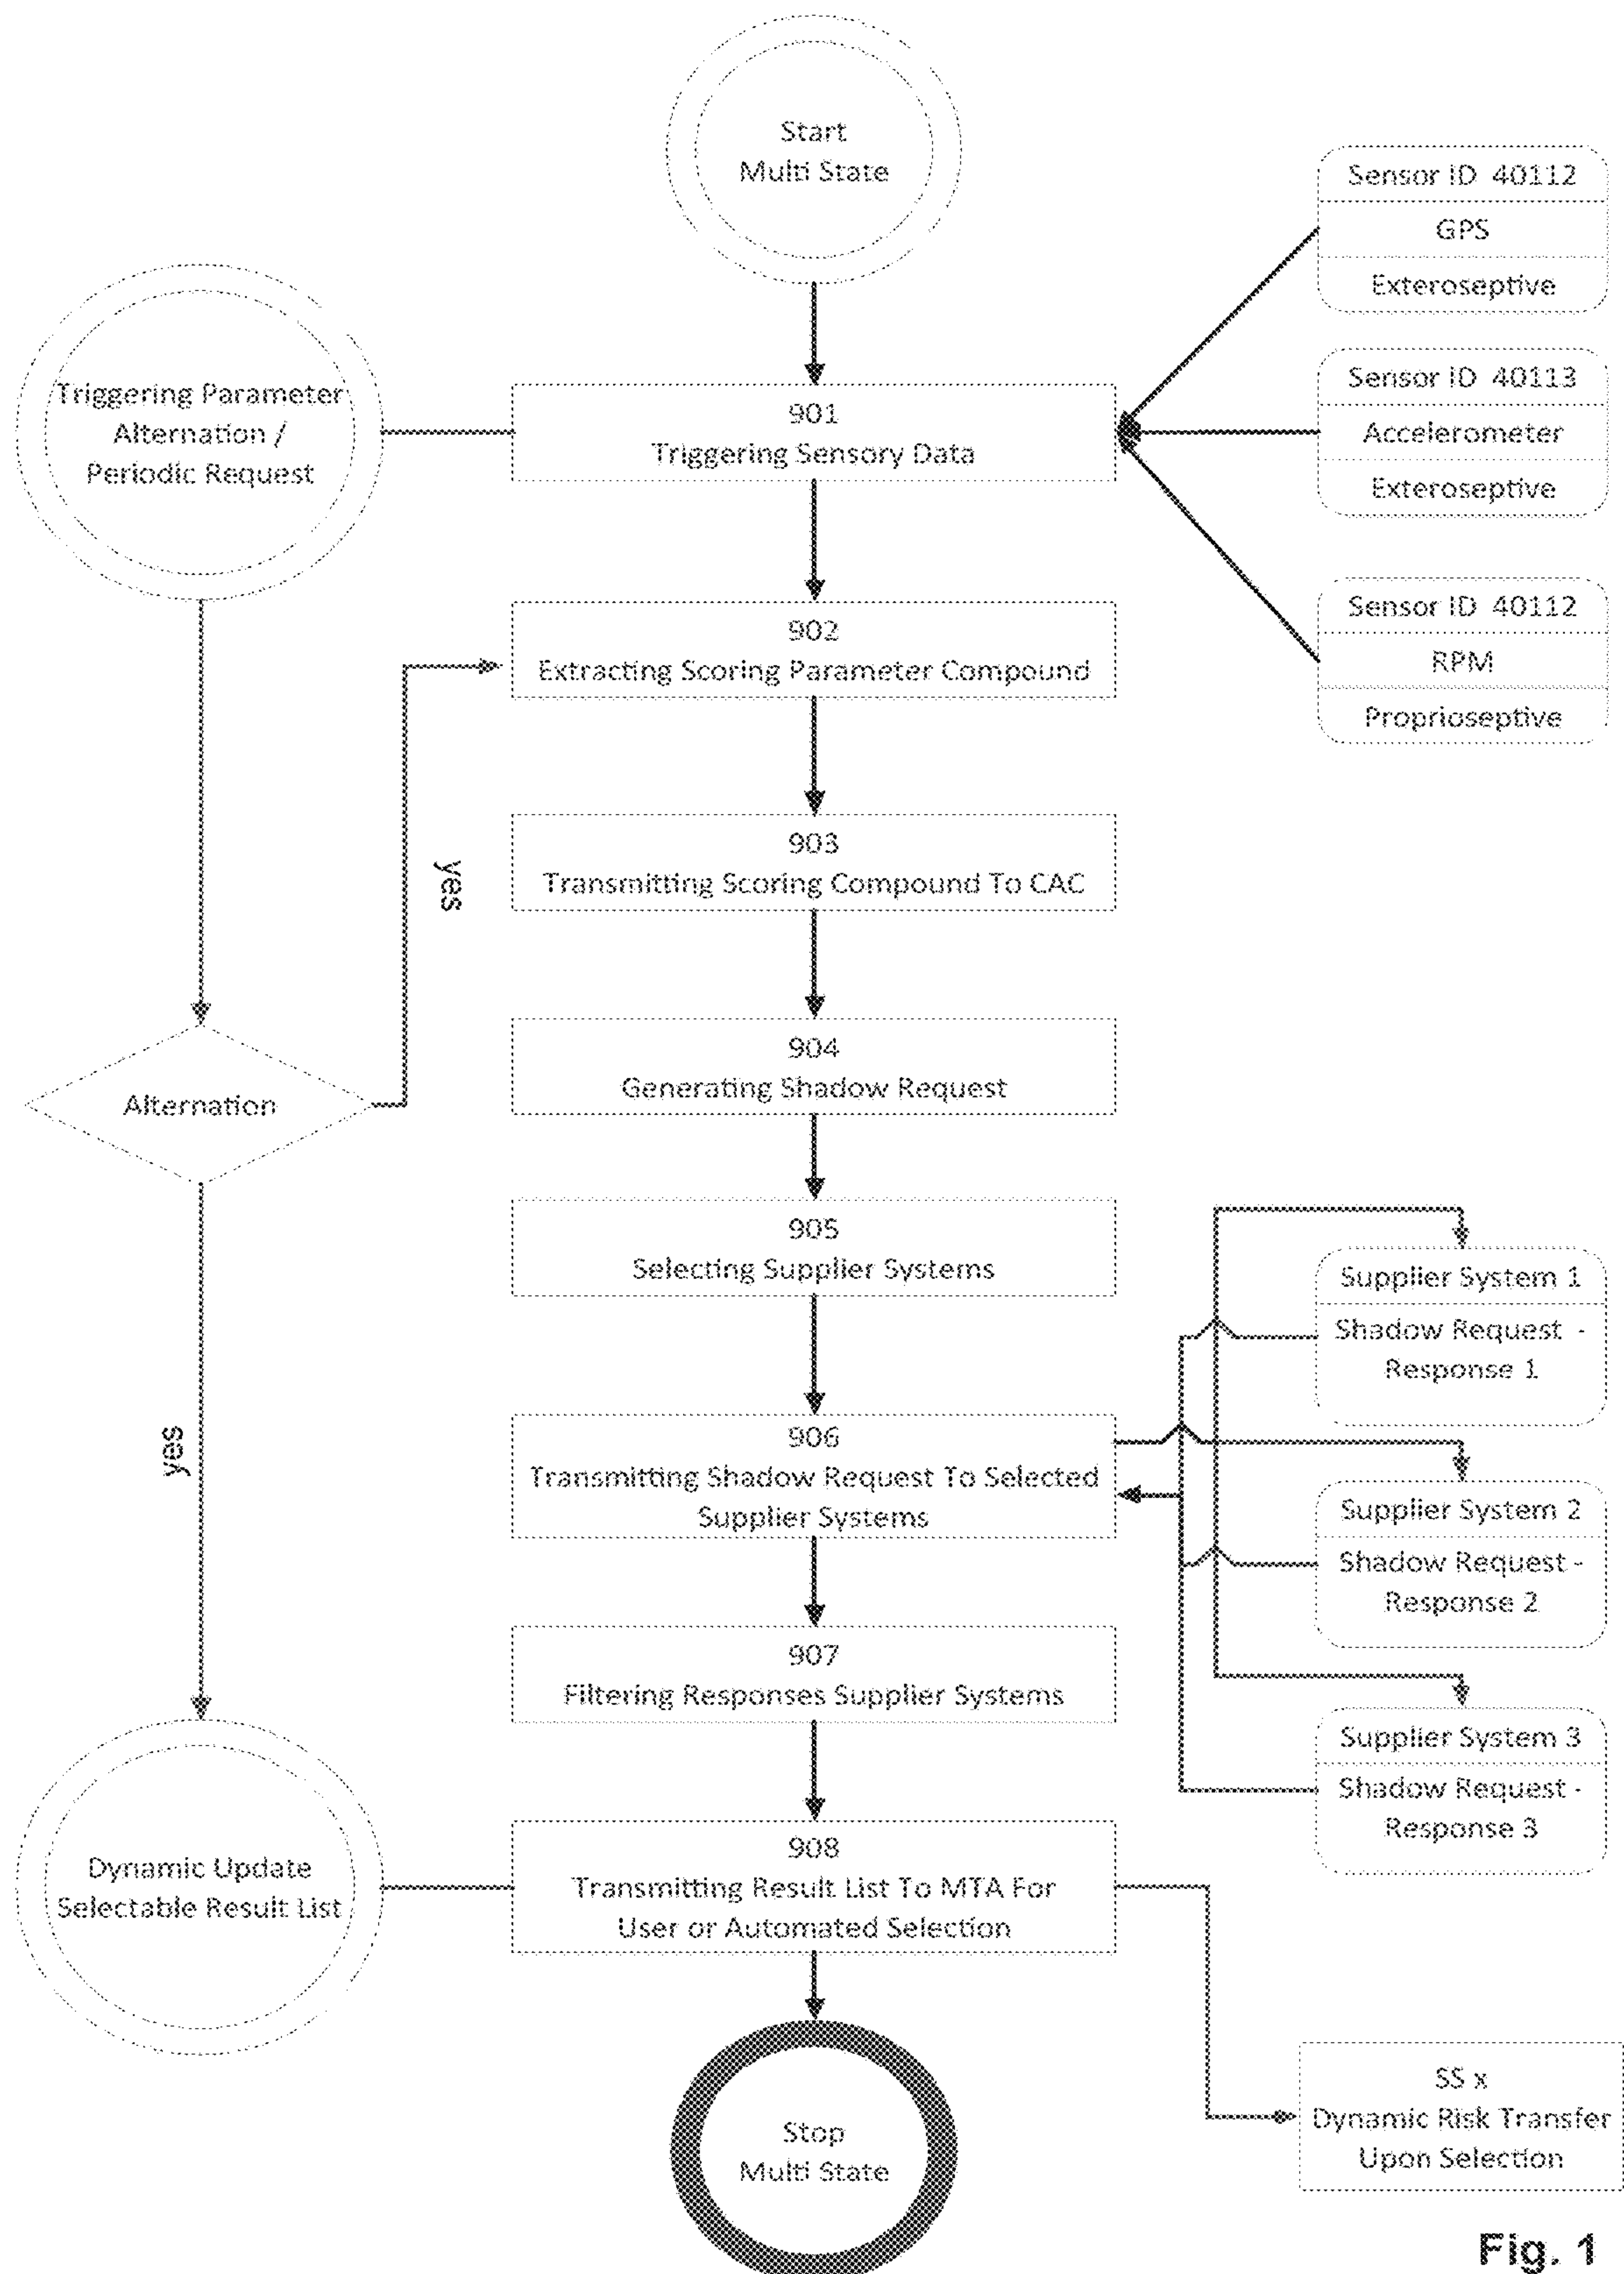 Start
Multi State
Sensor ID 40112
GPS
Exteroseptive
Triggering Parameter
Alternation /
Periodic Request
901
Triggering Sensory Data
Sensor ID 40113
Accelerometer
Exteroseptive
902
Extracting Scoring Parameter Compound
Sensor ID 40112
RPM
Proprioseptive
yes
903
Transmitting Scoring Compound To CAC
904
Generating Shadow Request
Alternation
905
Selecting Supplier Systems
Supplier System 1
Shadow Request -
Response 1
yes
906
Transmitting Shadow Request To Selected
Supplier Systems
Supplier System 2
Shadow Request -
Response 2
907
Filtering Responses Supplier Systems
Supplier System 3
Shadow Request -
Response 3
Dynamic Update
Selectable Result List
908
Transmitting Result List To MTA For
User or Automated Selection
SS x
Dynamic Risk Transfer
Upon Selection
Stop
Multi State
Fig. 1